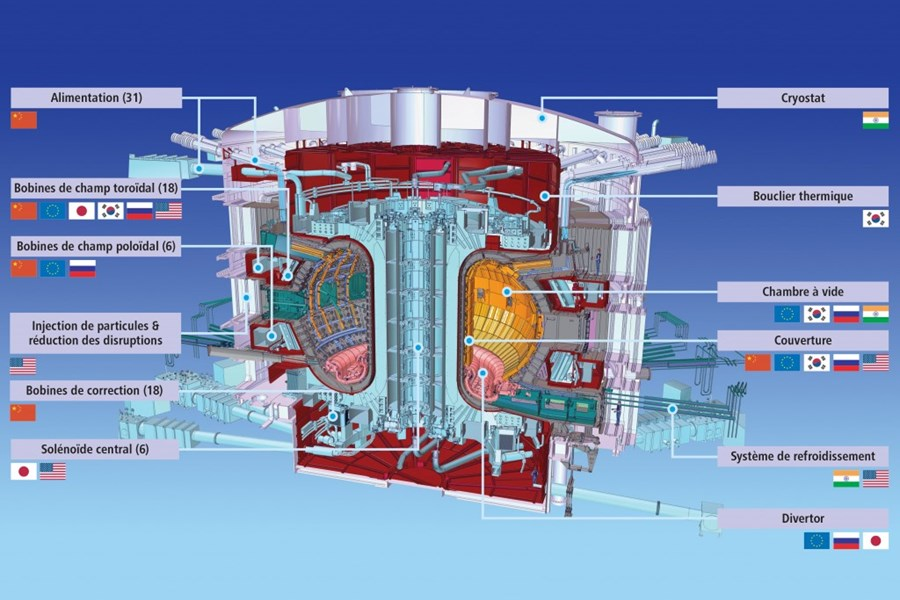 Alimentation (31)
Bobines de champ toroïdal (18)
Bobines de champ poloïdal (6)
Injection de particules &
réduction des disruptions
Bobines de correction (18)
Solénoïde central (6)
Cryostat
Bouclier thermique
Chambre à vide
Couverture
Système de refroidissement
Divertor